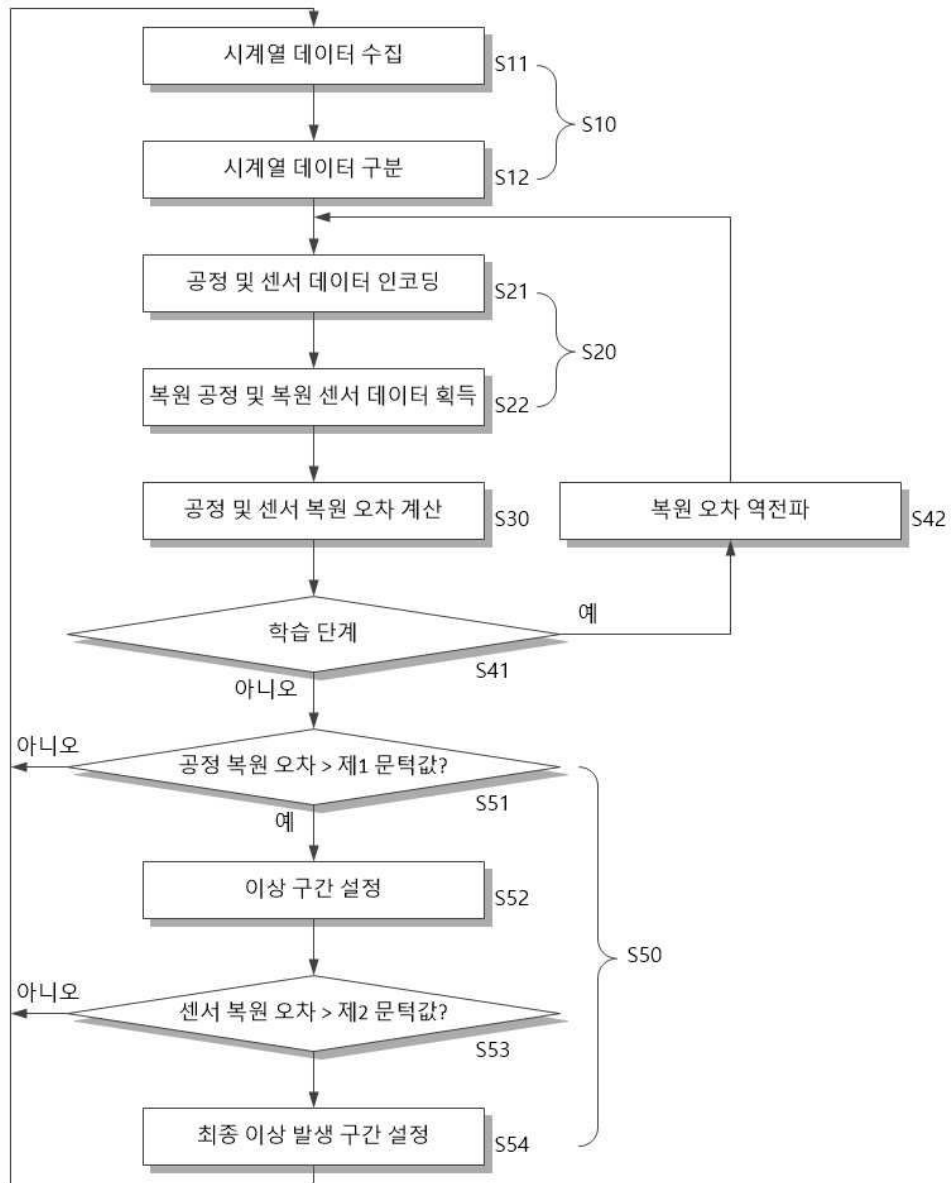 시계열 데이터 수집
S11
S10
시계열 데이터 구분
S12
공정 및 센서 데이터 인코딩
S21
S20
복원 공정 및 복원 센서 데이터 획득
S22
공정 및 센서 복원 오차 계산
S30
복원 오차 역전파
S42
학습 단계
예
S41
아니오
아니오
공정 복원 오차 > 제1 문턱값?
S51
예
이상 구간 설정
S52
S50
아니오
센서 복원 오차 > 제2 문턱값?
S53
최종 이상 발생 구간 설정
S54